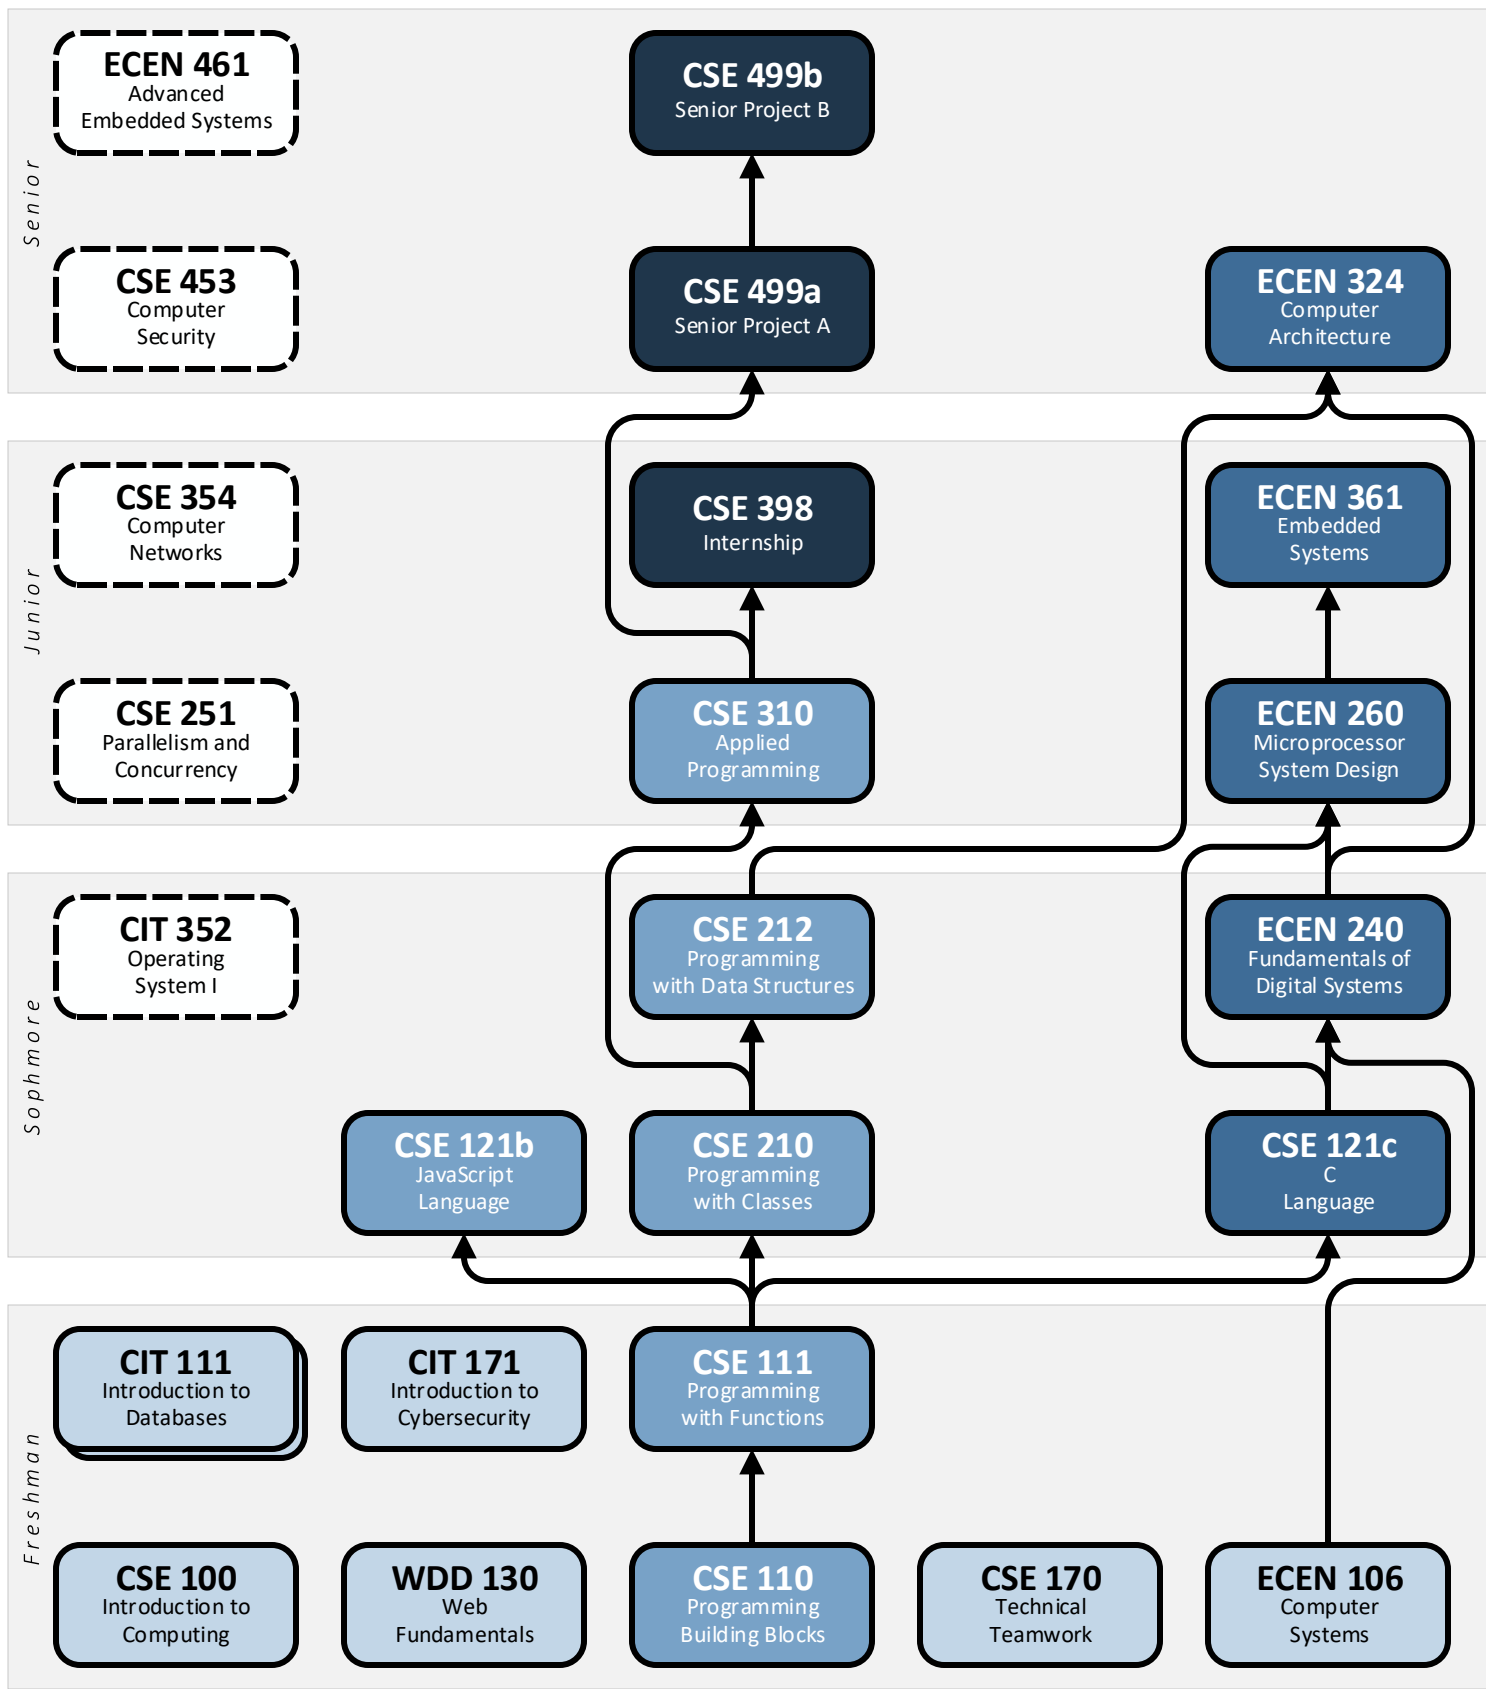 Senior
ECEN 461
Advanced
Embedded Systems
CSE 499b
Senior Project B
CSE 453
Computer
Security
CSE 499a
Senior Project A
ECEN 324
Computer
Architecture
Junior
CSE 354
Computer
Networks
CSE 398
Internship
ECEN 361
Embedded
Systems
CSE 251
Parallelism and
Concurrency
CSE 310
Applied
Programming
ECEN 260
Microprocessor
System Design
Sophmore
CIT 352
Operating
System I
CSE 212
Programming
with Data Structures
ECEN 240
Fundamentals of
Digital Systems
CSE 121b
JavaScript
Language
CSE 210
Programming
with Classes
CSE 121c
C
Language
Freshman
CIT 111
Introduction to
Databases
CIT 171
Introduction to
Cybersecurity
CSE 111
Programming
with Functions
CSE 100
Introduction to
Computing
WDD 130
Web
Fundamentals
CSE 110
Programming
Building Blocks
CSE 170
Technical
Teamwork
ECEN 106
Computer
Systems